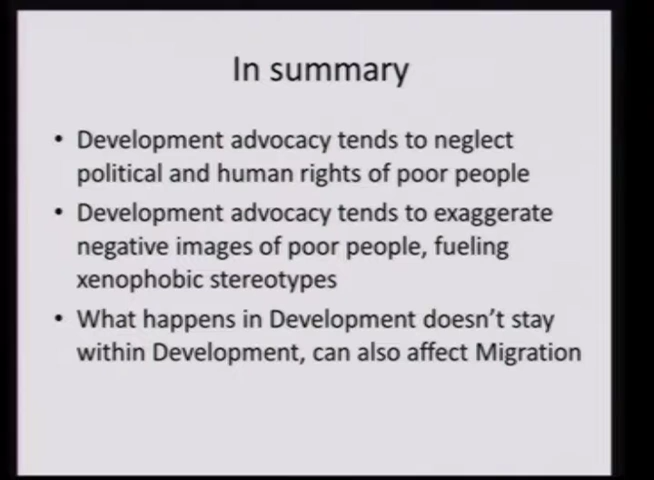 In summary
• Development advocacy tends to neglect
political and human rights of poor people
• Development advocacy tends to exaggerate
negative images of poor people, fueling
xenophobic stereotypes
• What happens in Development doesn't stay
within Development, can also affect Migration